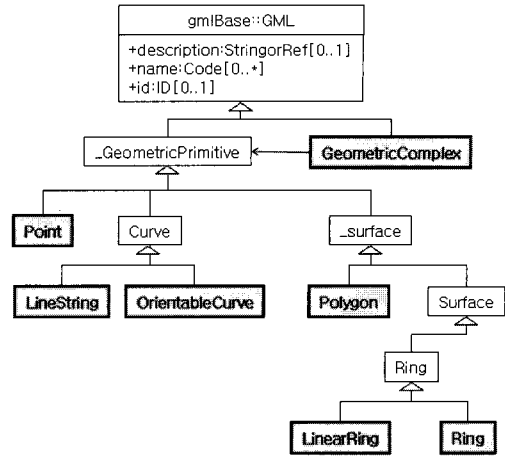 gmlBase::GML
+description:StringorRef[0..1]
+name:Code[0..*]
+id:ID[0..1]
_GeometricPrimitive
GeometricComplex
Point
Curve
_surface
LineString
OrientableCurve
Polygon
Surface
Ring
LinearRing
Ring